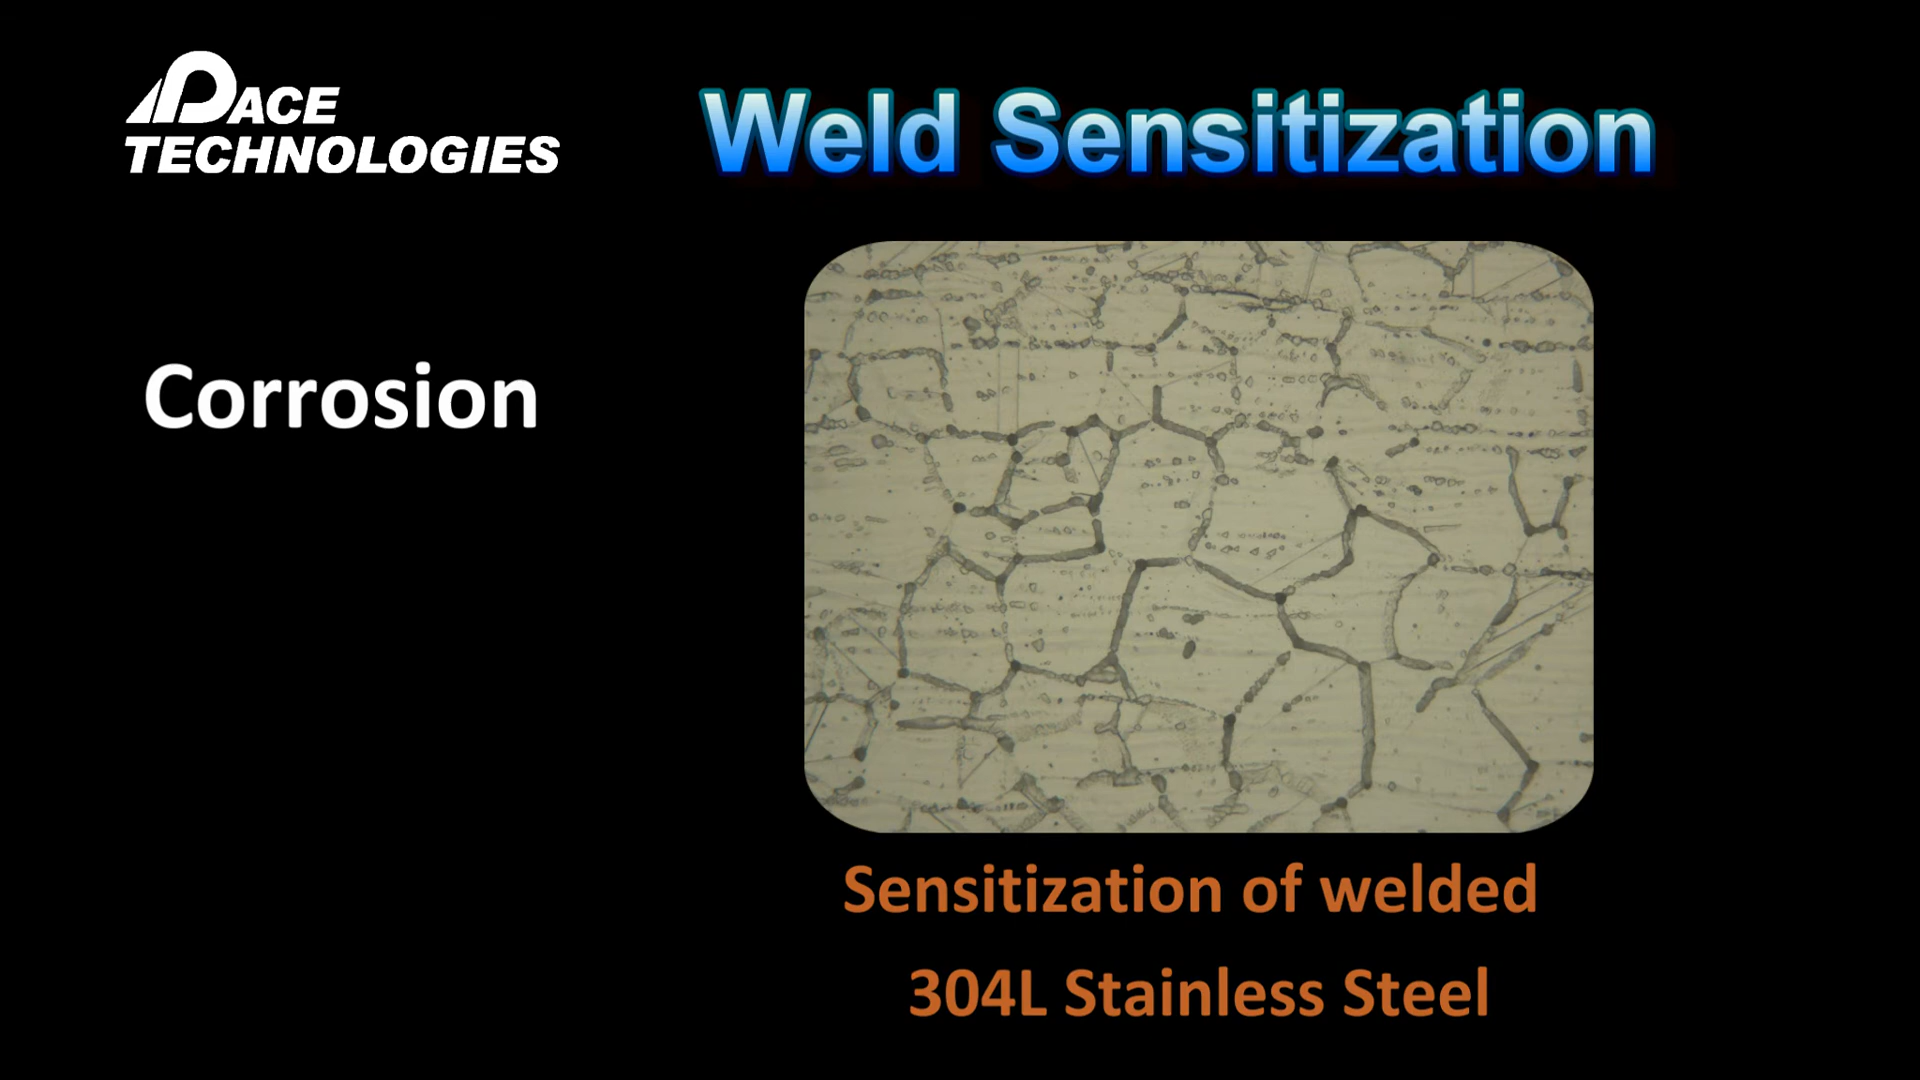 PACE
TECHNOLOGIES
Weld Sensitization
Corrosion
Sensitization of welded
304L Stainless Steel